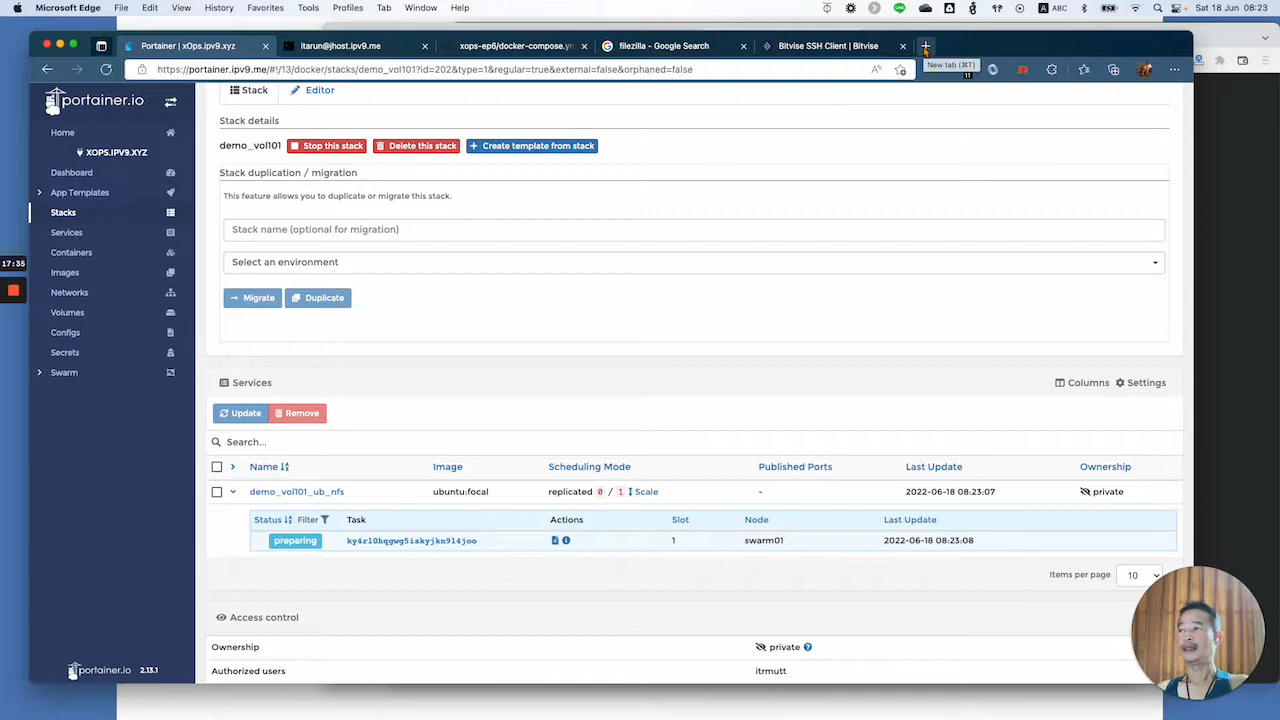 Microsoft Edge File Edit View History Favorites Tools Profiles Tab Window Help ABC Sat 18 Jun 08:23
Portainer | xOps.ipv9.xyz
itarun@jhost.ipv9.me
xops-ep6/docker-compose.y
filezilla - Google Search
Bitvise SSH Client | Bitvise
https://portainer.ipv9.me/#!/13/docker/stacks/demo_vol101?id=202&type=1&regular=true&external=false&orphaned=false
New tab (⌘T)
11
portainer.io
Home
XOPS.IPV9.XYZ
Dashboard
App Templates
Stacks
Services
Containers
Images
Networks
Volumes
Configs
Secrets
Swarm
portainer.io 2.13.1
17:35
Stack Editor
Stack details
demo_vol101 Stop this stack Delete this stack + Create template from stack
Stack duplication / migration
This feature allows you to duplicate or migrate this stack.
Stack name (optional for migration)
Select an environment
Migrate Duplicate
Services Columns Settings
Update Remove
Search...
Name Image Scheduling Mode Published Ports Last Update Ownership
demo_vol101_ub_nfs ubuntu:focal replicated 0 / 1 Scale - 2022-06-18 08:23:07 private
Status Filter Task Actions Slot Node Last Update
preparing ky4rl0hqgwg5iskyjkn9l4joo 1 swarm01 2022-06-18 08:23:08
Items per page 10
Access control
Ownership private
Authorized users itrmutt